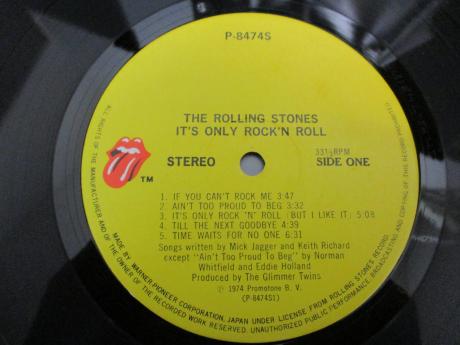 P-8474S
THE ROLLING STONES
IT'S ONLY ROCK'N ROLL
STEREO
33⅓RPM
SIDE ONE
TM
1. IF YOU CAN'T ROCK ME 3:47
2. AIN'T TOO PROUD TO BEG 3:32
3. IT'S ONLY ROCK 'N' ROLL (BUT I LIKE IT) 5:08
4. TILL THE NEXT GOODBYE 4:39
5. TIME WAITS FOR NO ONE 6:31
Songs written by Mick Jagger and Keith Richard
except "Ain't Too Proud To Beg" by Norman
Whitfield and Eddie Holland
Produced by The Glimmer Twins
Ⓟ 1974 Promotone B. V.
(P-8474S1)
ALL RIGHTS OF THE MANUFACTURER AND OF THE OWNER OF THE RECORDED WORK RESERVED. UNAUTHORIZED PUBLIC PERFORMANCE, BROADCASTING AND COPYING OF THIS RECORD PROHIBITED.
MADE BY WARNER-PIONEER CORPORATION, JAPAN UNDER LICENSE FROM ROLLING STONES RECORD.